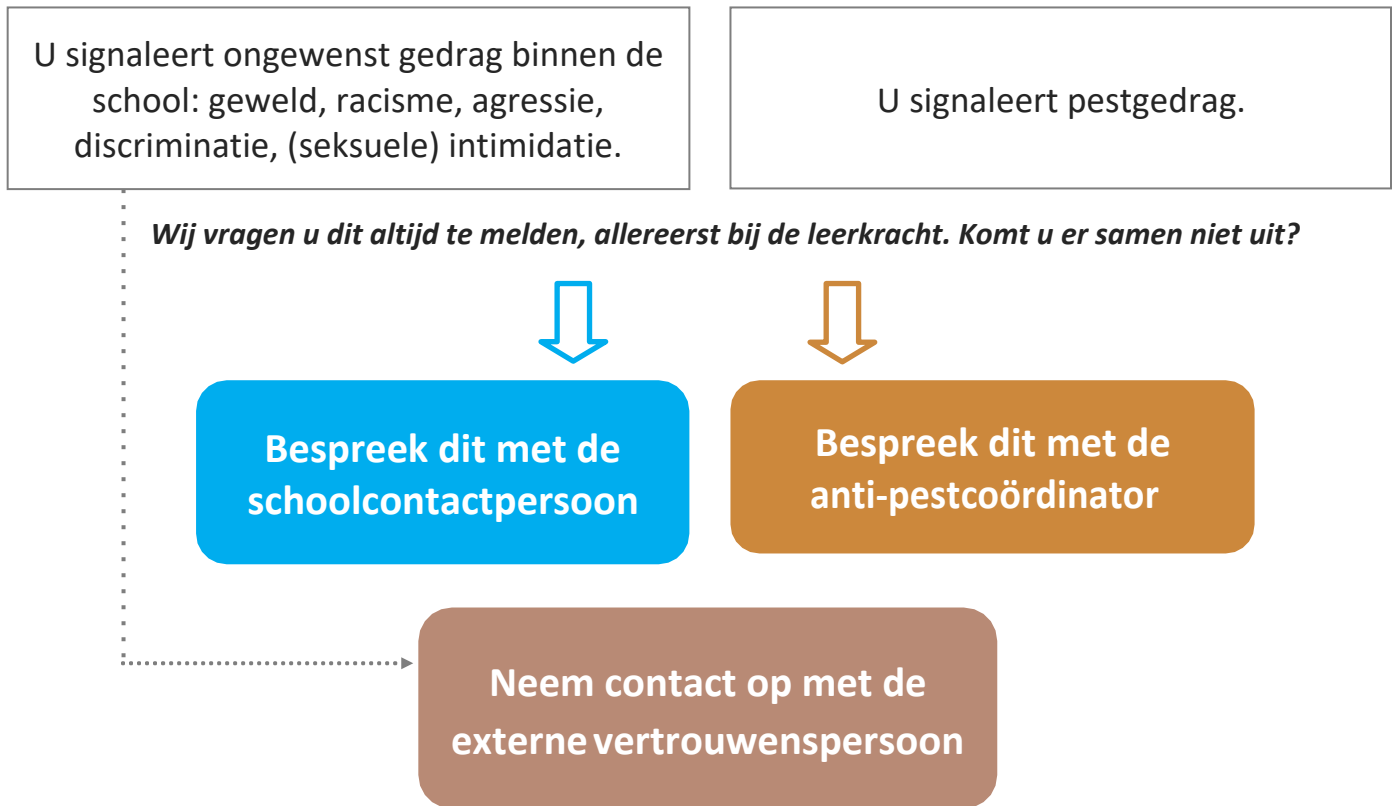 U signaleert ongewenst gedrag binnen de
school: geweld, racisme, agressie,
discriminatie, (seksuele) intimidatie.
U signaleert pestgedrag.
Wij vragen u dit altijd te melden, allereerst bij de leerkracht. Komt u er samen niet uit?
Bespreek dit met de
schoolcontactpersoon
Bespreek dit met de
anti-pestcoördinator
Neem contact op met de
externe vertrouwenspersoon